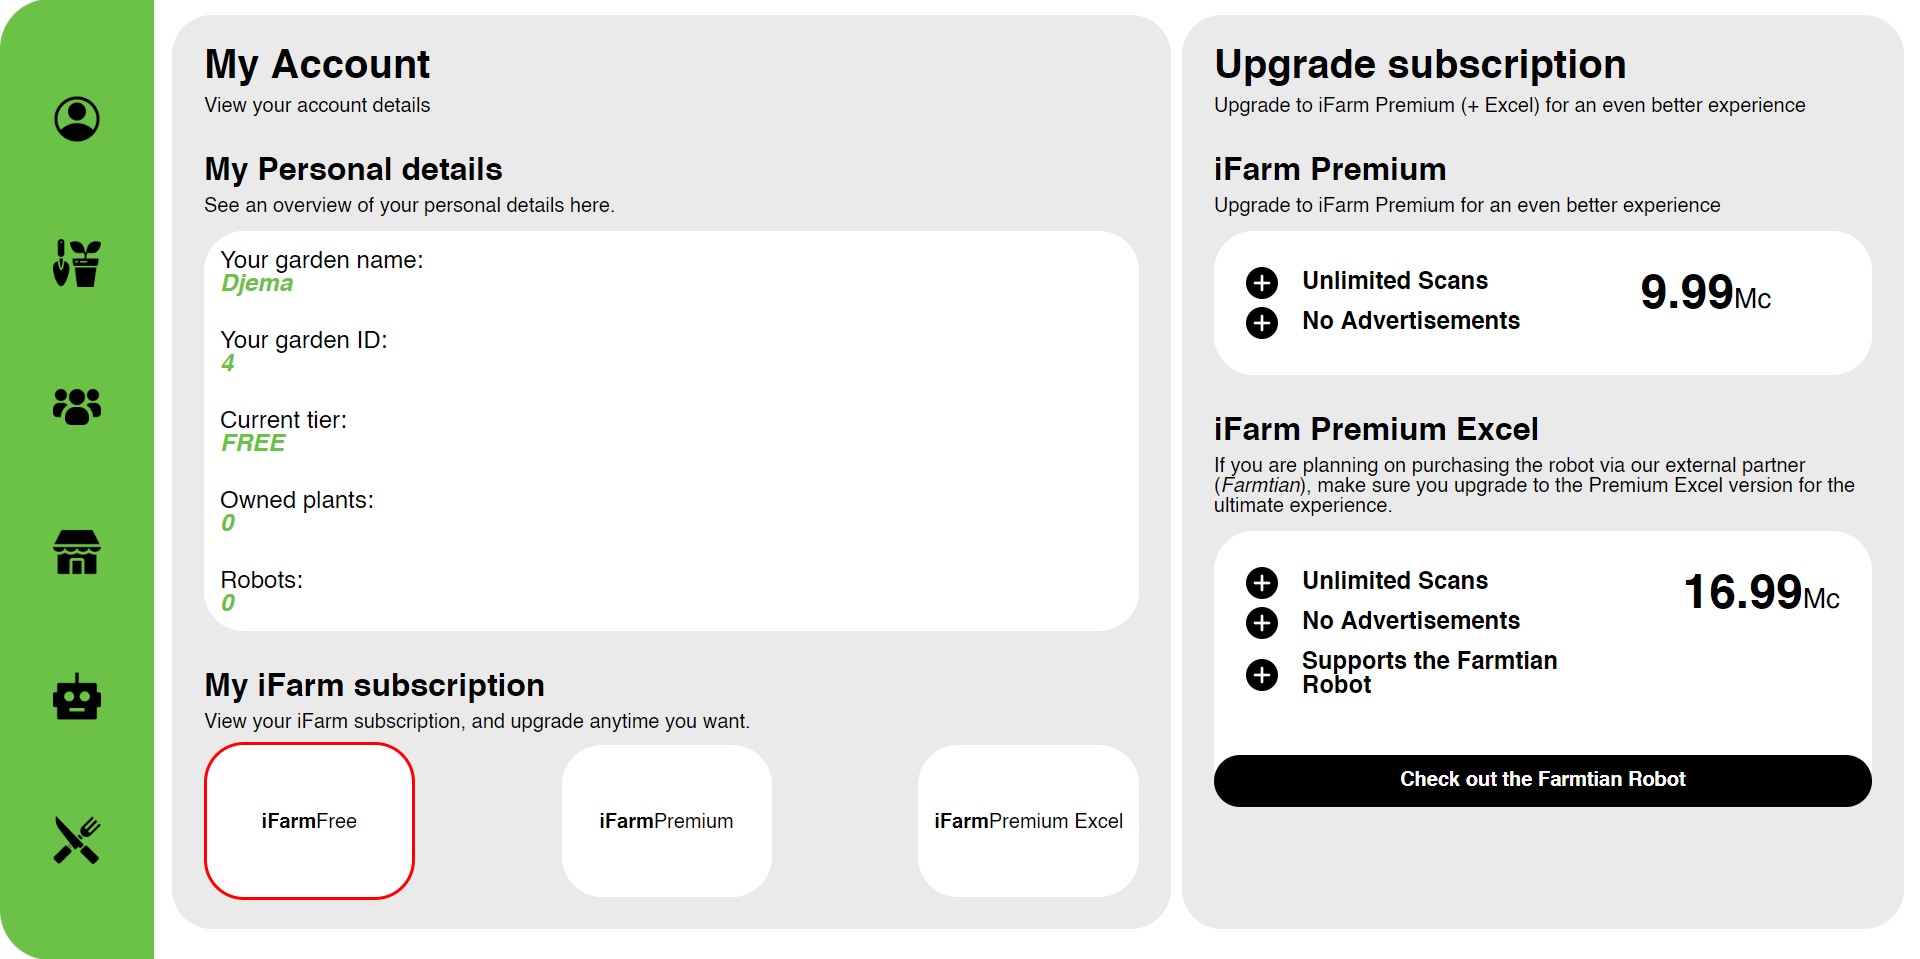 My Account
View your account details
My Personal details
See an overview of your personal details here.
Your garden name:
Djema
Your garden ID:
4
Current tier:
FREE
Owned plants:
0
Robots:
0
My iFarm subscription
View your iFarm subscription, and upgrade anytime you want.
iFarmFree
iFarmPremium
iFarmPremium Excel
Upgrade subscription
Upgrade to iFarm Premium (+ Excel) for an even better experience
iFarm Premium
Upgrade to iFarm Premium for an even better experience
Unlimited Scans
No Advertisements
9.99Mc
iFarm Premium Excel
If you are planning on purchasing the robot via our external partner
(Farmtian), make sure you upgrade to the Premium Excel version for the
ultimate experience.
Unlimited Scans
No Advertisements
Supports the Farmtian
Robot
16.99Mc
Check out the Farmtian Robot